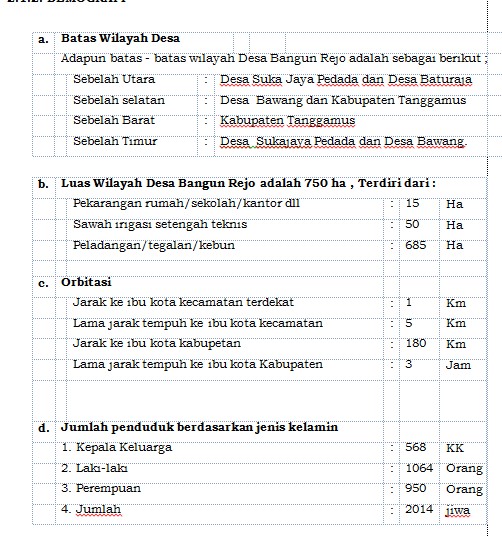 2.1.2. DEMOGRAFI
a. Batas Wilayah Desa
Adapun batas - batas wilayah Desa Bangun Rejo adalah sebagai berikut ;
Sebelah Utara : Desa Suka Jaya Pedada dan Desa Baturaja
Sebelah selatan : Desa Bawang dan Kabupaten Tanggamus
Sebelah Barat : Kabupaten Tanggamus
Sebelah Timur : Desa Sukajaya Pedada dan Desa Bawang.
b. Luas Wilayah Desa Bangun Rejo adalah 750 ha , Terdiri dari :
Pekarangan rumah/sekolah/kantor dll : 15 Ha
Sawah irigasi setengah teknis : 50 Ha
Peladangan/tegalan/kebun : 685 Ha
c. Orbitasi
Jarak ke ibu kota kecamatan terdekat : 1 Km
Lama jarak tempuh ke ibu kota kecamatan : 5 Km
Jarak ke ibu kota kabupetan : 180 Km
Lama jarak tempuh ke ibu kota Kabupaten : 3 Jam
d. Jumlah penduduk berdasarkan jenis kelamin
1. Kepala Keluarga : 568 KK
2. Laki-laki : 1064 Orang
3. Perempuan : 950 Orang
4. Jumlah : 2014 jiwa